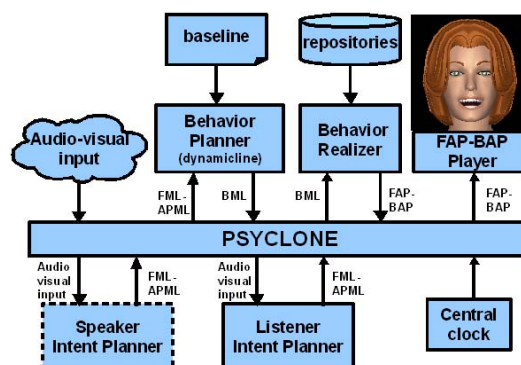 baseline
repositories
Audio-visual
input
Behavior
Planner
(dynamicline)
Behavior
Realizer
FAP-BAP
Player
FML-
APML
BML
BML
FAP-
BAP
FAP-
BAP
PSYCLONE
Audio
visual
input
FML-
APML
Audio
visual
input
FML-
APML
Speaker
Intent Planner
Listener
Intent Planner
Central
clock